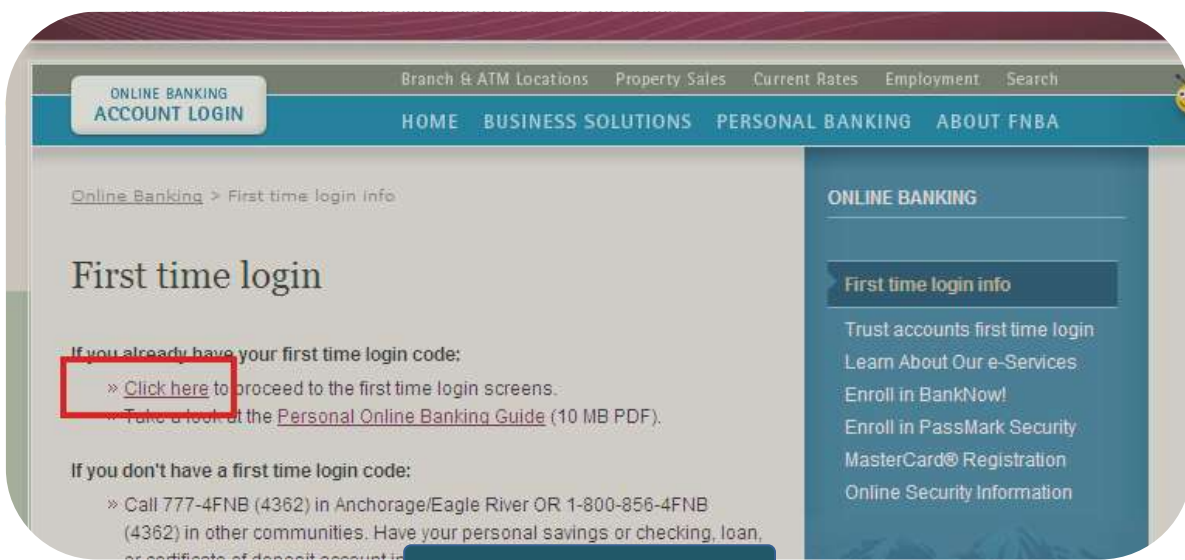 Branch & ATM Locations Property Sales Current Rates Employment Search
ONLINE BANKING
ACCOUNT LOGIN
HOME BUSINESS SOLUTIONS PERSONAL BANKING ABOUT FNBA
Online Banking > First time login info
First time login
If you already have your first time login code:
» Click here to proceed to the first time login screens.
» Take a look at the Personal Online Banking Guide (10 MB PDF).
If you don't have a first time login code:
» Call 777-4FNB (4362) in Anchorage/Eagle River OR 1-800-856-4FNB
(4362) in other communities. Have your personal savings or checking, loan,
or certificate of deposit account
ONLINE BANKING
First time login info
Trust accounts first time login
Learn About Our e-Services
Enroll in BankNow!
Enroll in PassMark Security
MasterCard® Registration
Online Security Information